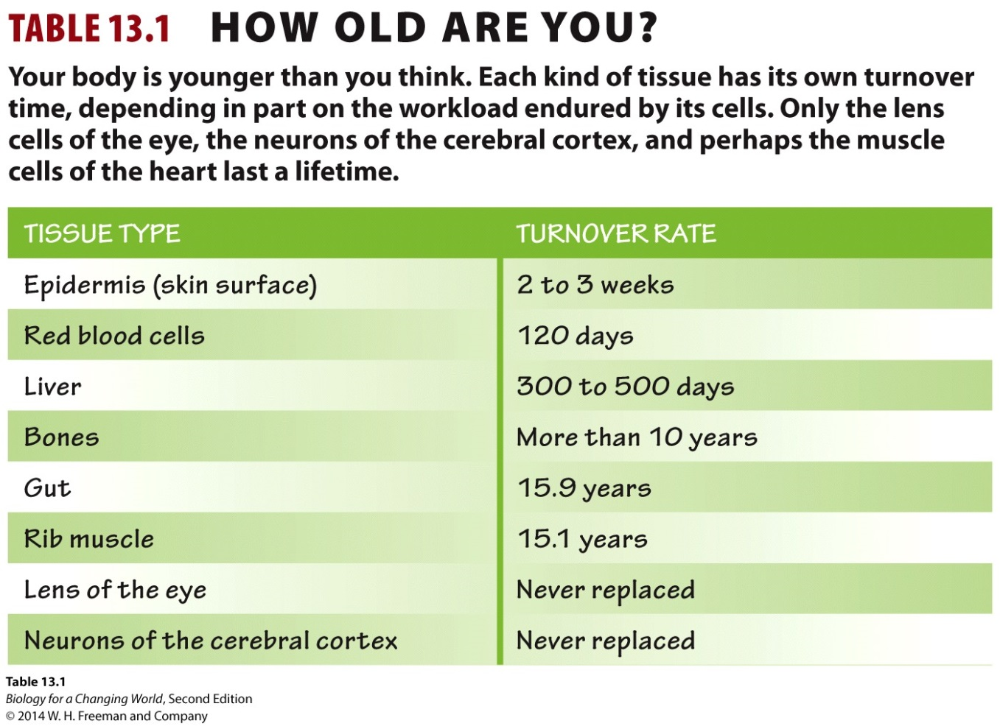 TABLE 13.1 HOW OLD ARE YOU?
Your body is younger than you think. Each kind of tissue has its own turnover
time, depending in part on the workload endured by its cells. Only the lens
cells of the eye, the neurons of the cerebral cortex, and perhaps the muscle
cells of the heart last a lifetime.
TISSUE TYPE TURNOVER RATE
Epidermis (skin surface) 2 to 3 weeks
Red blood cells 120 days
Liver 300 to 500 days
Bones More than 10 years
Gut 15.9 years
Rib muscle 15.1 years
Lens of the eye Never replaced
Neurons of the cerebral cortex Never replaced
Table 13.1
Biology for a Changing World, Second Edition
© 2014 W. H. Freeman and Company